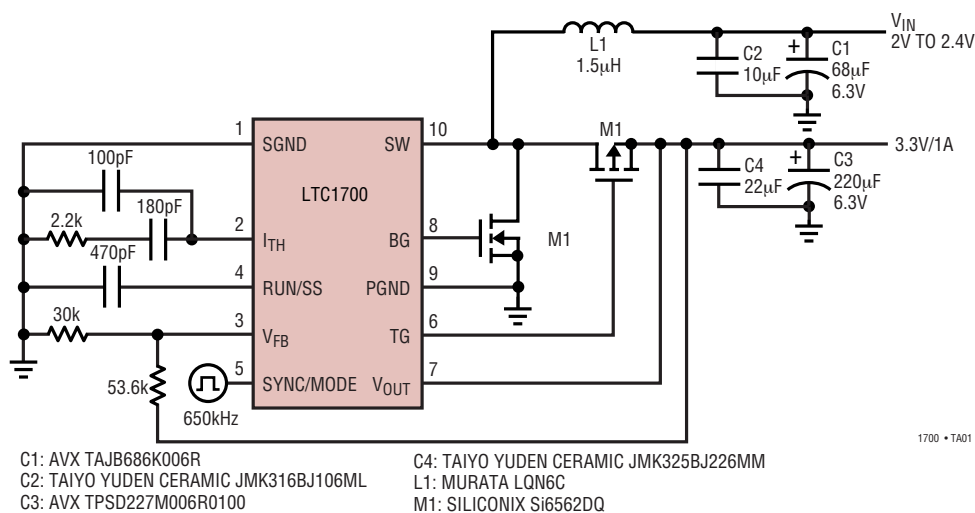 L1
1.5µH
VIN
2V TO 2.4V
C2
10µF
+
C1
68µF
6.3V
1
SGND
SW
10
M1
3.3V/1A
C4
22µF
+
C3
220µF
6.3V
100pF
LTC1700
2.2k
180pF
2
ITH
BG
8
M1
470pF
4
RUN/SS
PGND
9
30k
3
VFB
TG
6
53.6k
5
SYNC/MODE
VOUT
7
650kHz
1700 • TA01
C1: AVX TAJB686K006R
C2: TAIYO YUDEN CERAMIC JMK316BJ106ML
C3: AVX TPSD227M006R0100
C4: TAIYO YUDEN CERAMIC JMK325BJ226MM
L1: MURATA LQN6C
M1: SILICONIX Si6562DQ